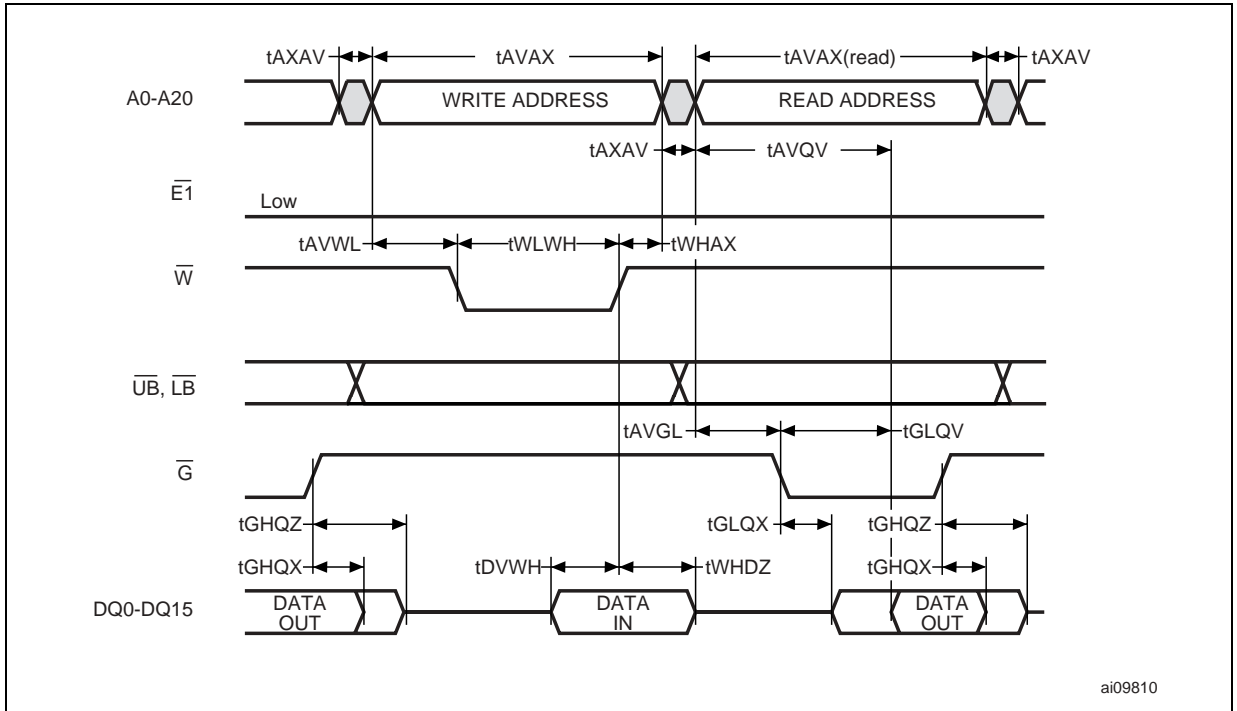 tAXAV tAVAX tAVAX(read) tAXAV
A0-A20 WRITE ADDRESS READ ADDRESS
tAXAV tAVQV
E1
Low
tAVWL tWLWH tWHAX
W
UB, LB
tAVGL tGLQV
G
tGHQZ tGLQX tGHQZ
tGHQX tDVWH tWHDZ tGHQX
DQ0-DQ15 DATA OUT DATA IN DATA OUT
ai09810